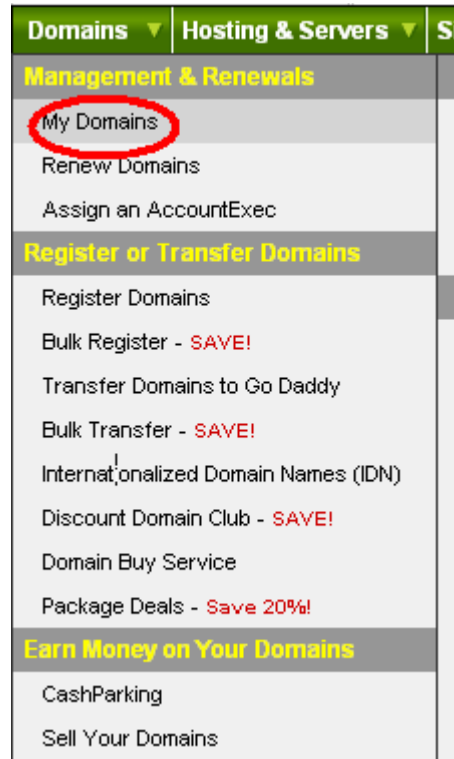 Domains ▼ Hosting & Servers ▼ S
Management & Renewals
My Domains
Renew Domains
Assign an AccountExec
Register or Transfer Domains
Register Domains
Bulk Register - SAVE!
Transfer Domains to Go Daddy
Bulk Transfer - SAVE!
Internationalized Domain Names (IDN)
Discount Domain Club - SAVE!
Domain Buy Service
Package Deals - Save 20%!
Earn Money on Your Domains
CashParking
Sell Your Domains